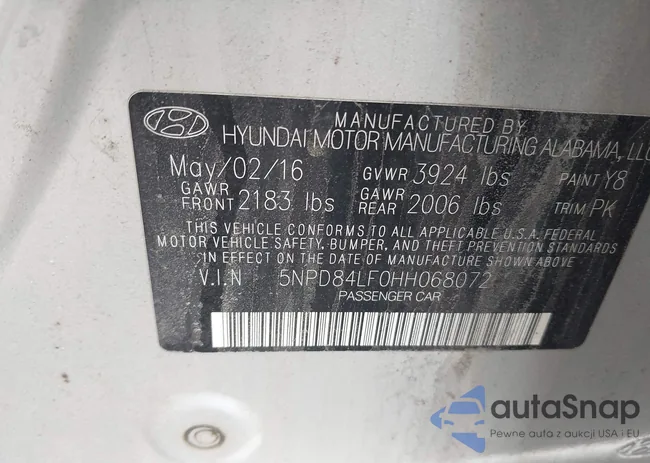 MANUFACTURED BY
HYUNDAI MOTOR MANUFACTURING ALABAMA, LLC
May/02/16 GVWR 3924 lbs PAINT Y8
GAWR FRONT 2183 lbs GAWR REAR 2006 lbs TRIM PK
THIS VEHICLE CONFORMS TO ALL APPLICABLE U.S.A. FEDERAL
MOTOR VEHICLE SAFETY, BUMPER, AND THEFT PREVENTION STANDARDS
IN EFFECT ON THE DATE OF MANUFACTURE SHOWN ABOVE
V.I.N 5NPD84LF0HH068072
PASSENGER CAR
autaSnap
Pewne auta z aukcji USA i EU